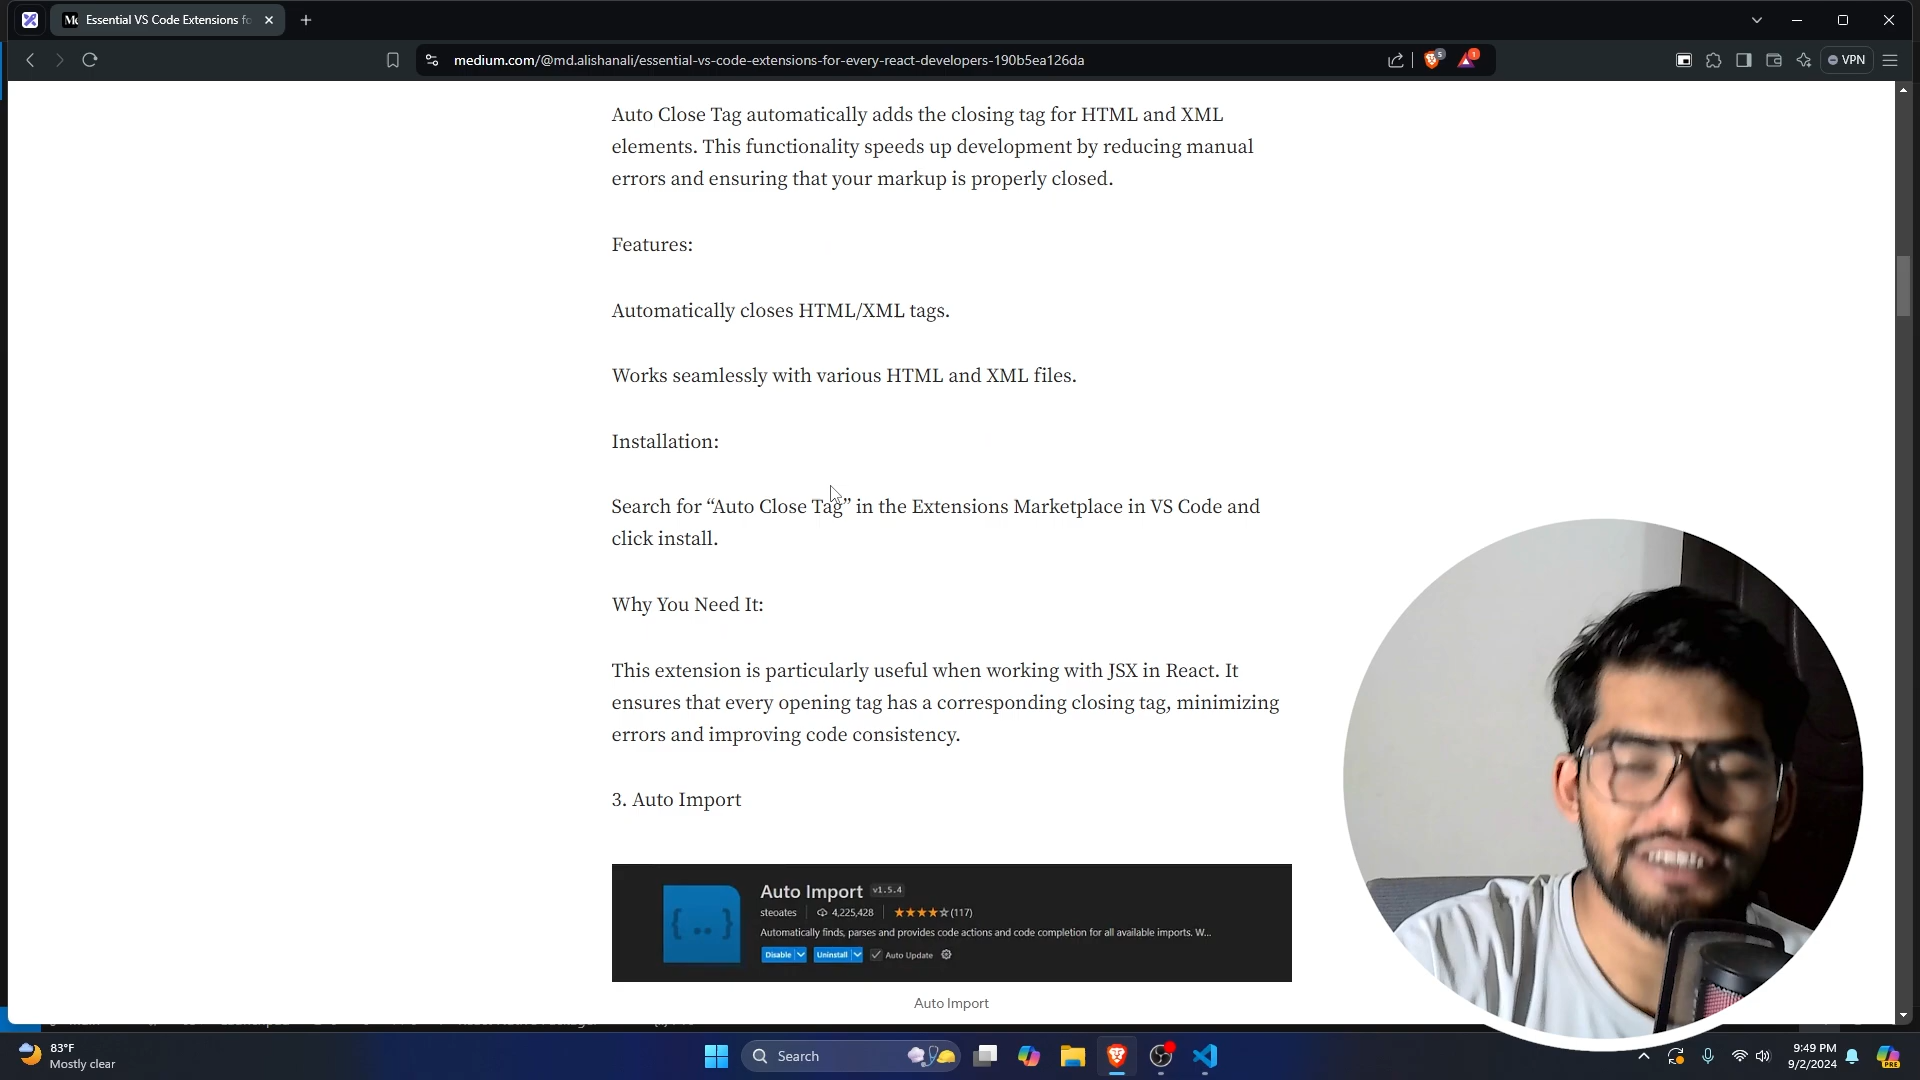 Essential VS Code Extensions fo
medium.com/@md.alishanali/essential-vs-code-extensions-for-every-react-developers-190b5ea126da
5
1
VPN
Auto Close Tag automatically adds the closing tag for HTML and XML
elements. This functionality speeds up development by reducing manual
errors and ensuring that your markup is properly closed.
Features:
Automatically closes HTML/XML tags.
Works seamlessly with various HTML and XML files.
Installation:
Search for “Auto Close Tag” in the Extensions Marketplace in VS Code and
click install.
Why You Need It:
This extension is particularly useful when working with JSX in React. It
ensures that every opening tag has a corresponding closing tag, minimizing
errors and improving code consistency.
3. Auto Import
Auto Import v1.5.4
steoates 4,225,428 (117)
Automatically finds, parses and provides code actions and code completion for all available imports. W...
Disable Uninstall Auto Update
Auto Import
83°F
Mostly clear
Search
9:49 PM
9/2/2024
PRE